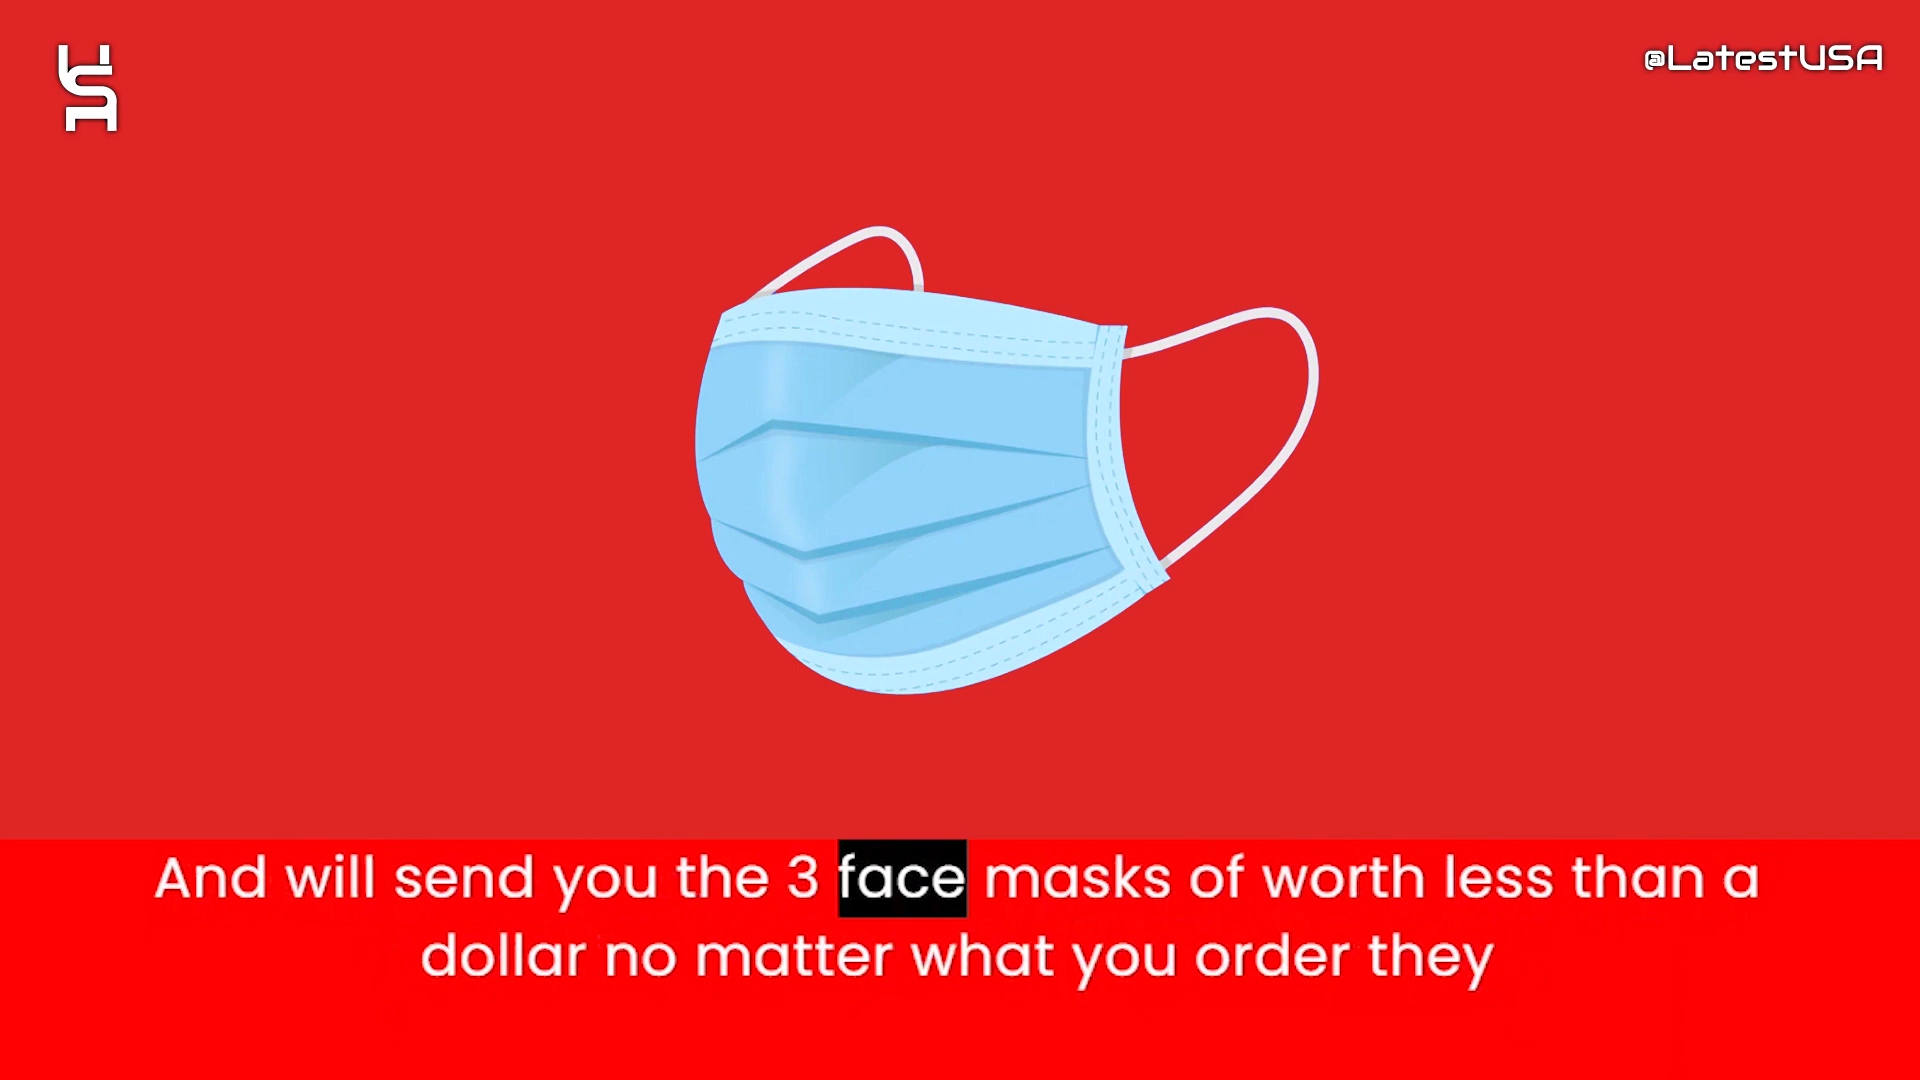 USA
@LatestUSA
And will send you the 3 face masks of worth less than a
dollar no matter what you order they